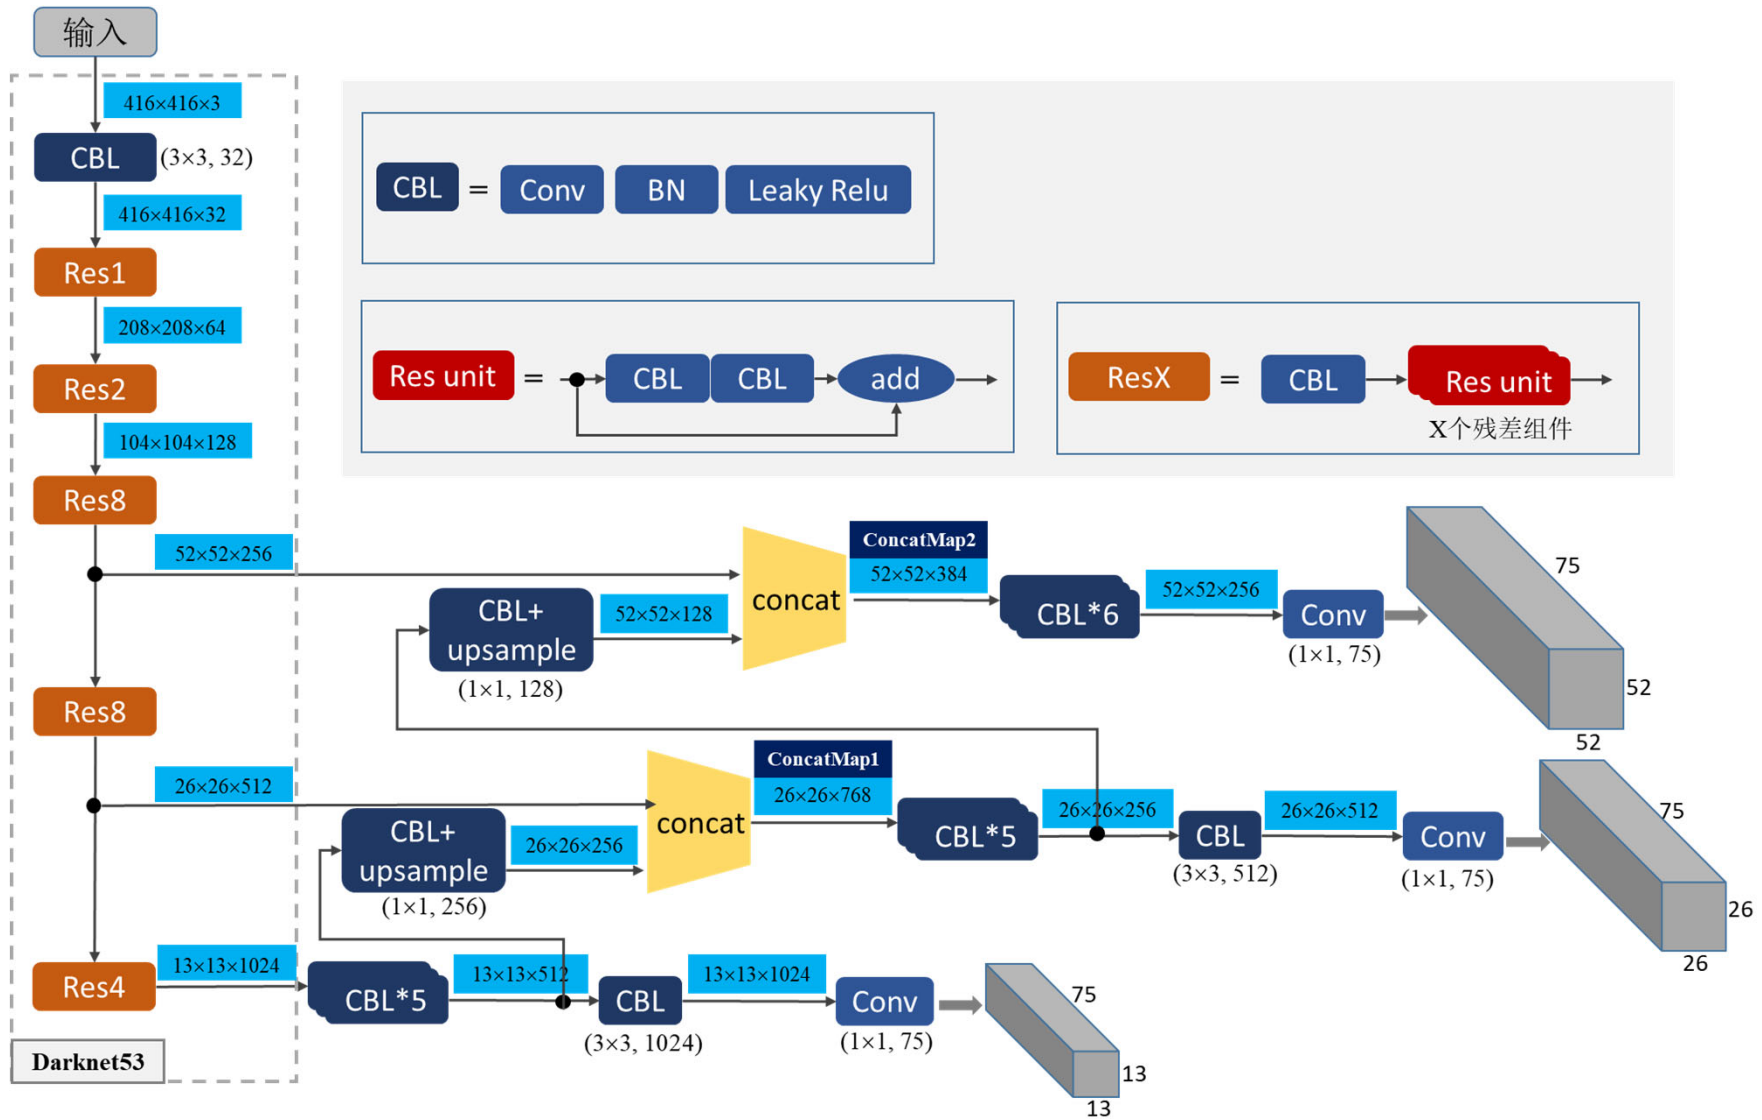 输入
416×416×3
CBL
(3×3, 32)
416×416×32
Res1
208×208×64
Res2
104×104×128
Res8
52×52×256
Res8
26×26×512
Res4
13×13×1024
Darknet53
CBL = Conv BN Leaky Relu
Res unit = CBL CBL add
ResX = CBL Res unit
X个残差组件
CBL+
upsample
(1×1, 128)
52×52×128
concat
ConcatMap2
52×52×384
CBL*6
52×52×256
Conv
(1×1, 75)
75
52
52
CBL+
upsample
(1×1, 256)
26×26×256
concat
ConcatMap1
26×26×768
CBL*5
26×26×256
CBL
(3×3, 512)
26×26×512
Conv
(1×1, 75)
75
26
26
CBL*5
13×13×512
CBL
(3×3, 1024)
13×13×1024
Conv
(1×1, 75)
75
13
13